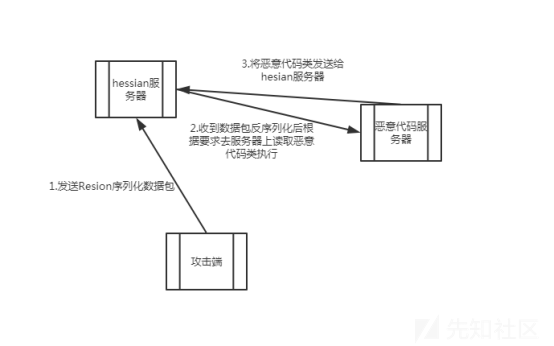 3.将恶意代码类发送给
hesian服务器
hessian服
务器
2.收到数据包反序列化后根
据要求去服务器上读取恶意
代码类执行
恶意代码服
务器
1.发送Resion序列化数据包
攻击端
先知社区